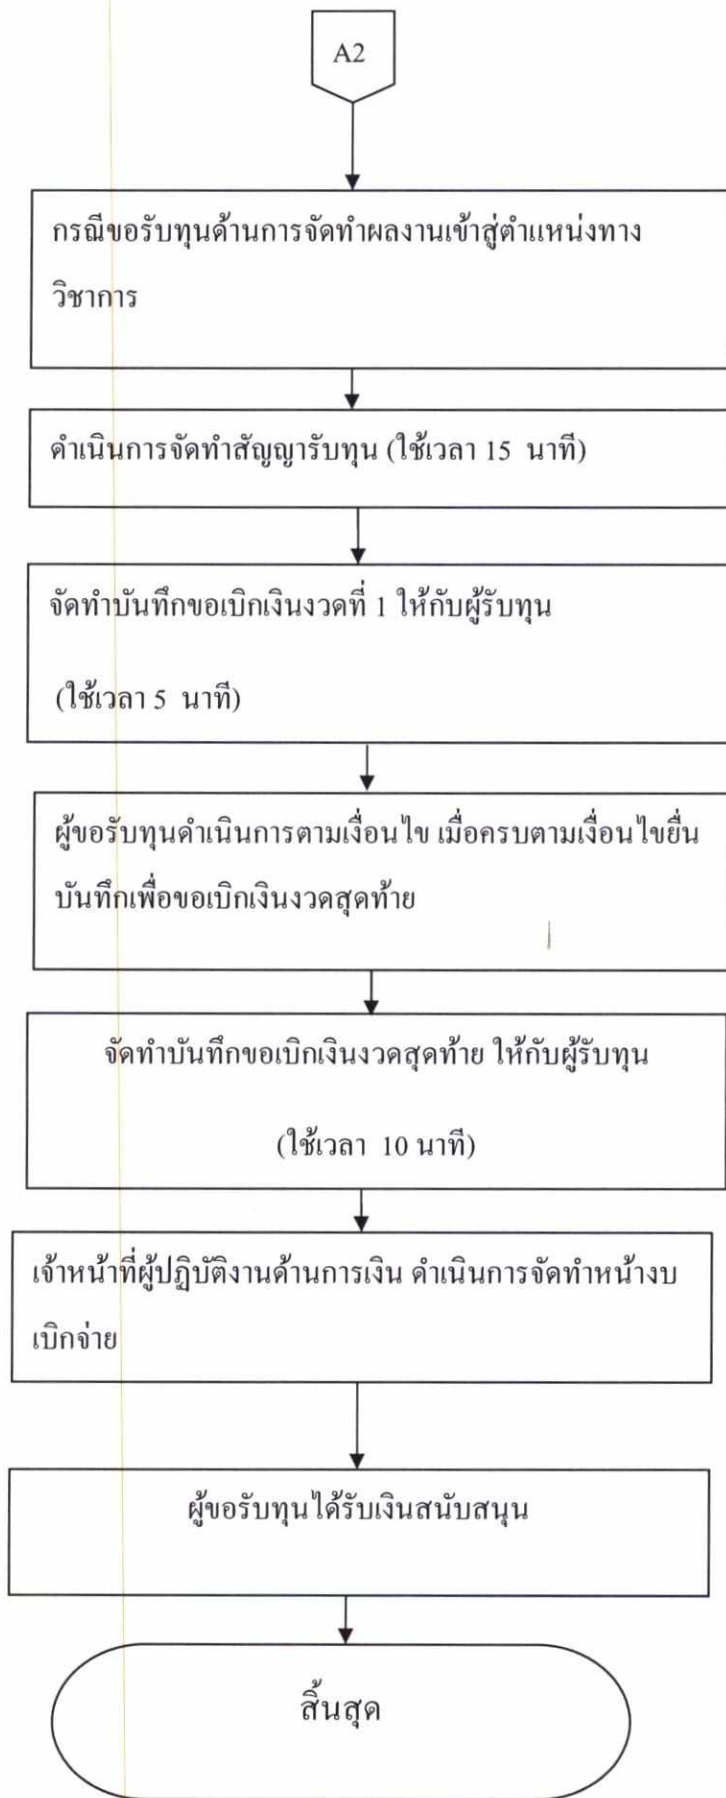 A2
กรณีขอรับทุนด้านการจัดทำผลงานเข้าสู่ตำแหน่งทาง
วิชาการ
ดำเนินการจัดทำสัญญารับทุน (ใช้เวลา 15 นาที)
จัดทำบันทึกขอเบิกเงินงวดที่ 1 ให้กับผู้รับทุน
(ใช้เวลา 5 นาที)
ผู้ขอรับทุนดำเนินการตามเงื่อนไข เมื่อครบตามเงื่อนไขยื่น
บันทึกเพื่อขอเบิกเงินงวดสุดท้าย
จัดทำบันทึกขอเบิกเงินงวดสุดท้าย ให้กับผู้รับทุน
(ใช้เวลา 10 นาที)
เจ้าหน้าที่ผู้ปฏิบัติงานด้านการเงิน ดำเนินการจัดทำหน้างบ
เบิกจ่าย
ผู้ขอรับทุนได้รับเงินสนับสนุน
สิ้นสุด